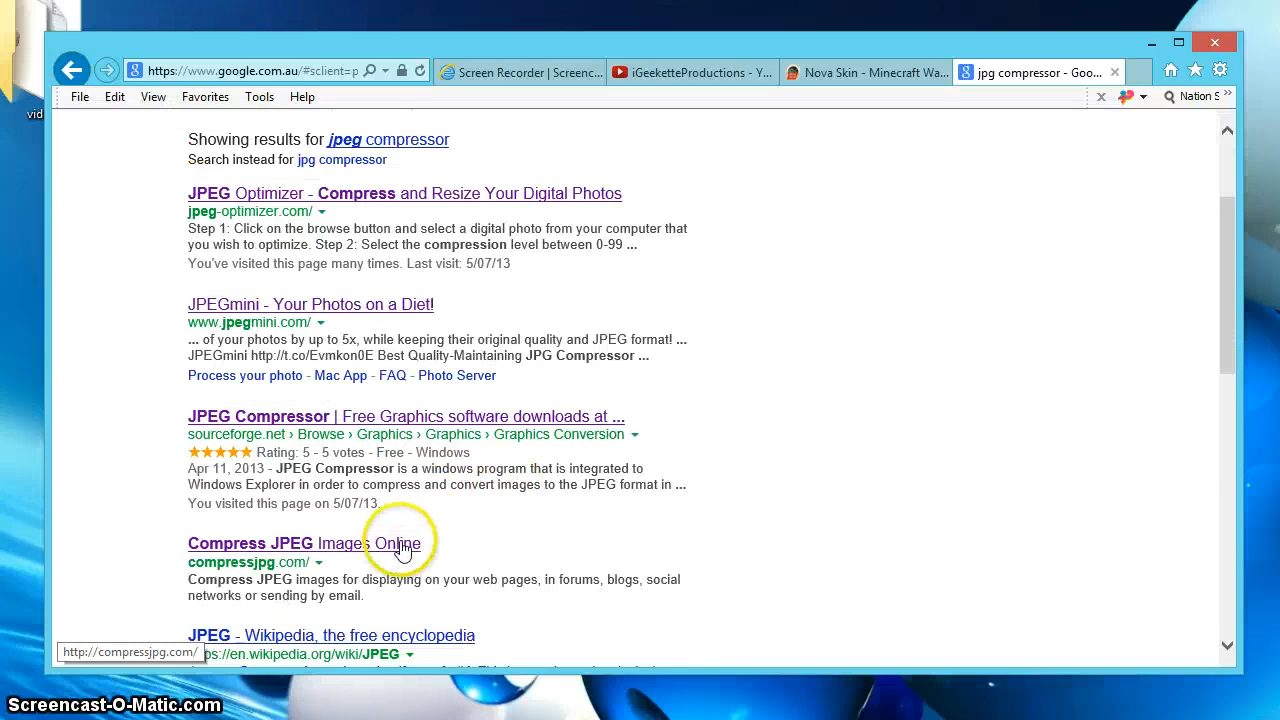 https://www.google.com.au/#sclient=p
Screen Recorder | Screenc...
iGeeketteProductions - Y...
Nova Skin - Minecraft Wa...
jpg compressor - Goo...
File Edit View Favorites Tools Help
Nation S
vid
Showing results for jpeg compressor
Search instead for jpg compressor
JPEG Optimizer - Compress and Resize Your Digital Photos
jpeg-optimizer.com/
Step 1: Click on the browse button and select a digital photo from your computer that
you wish to optimize. Step 2: Select the compression level between 0-99 ...
You've visited this page many times. Last visit: 5/07/13
JPEGmini - Your Photos on a Diet!
www.jpegmini.com/
... of your photos by up to 5x, while keeping their original quality and JPEG format! ...
JPEGmini http://t.co/Evmkon0E Best Quality-Maintaining JPG Compressor ...
Process your photo - Mac App - FAQ - Photo Server
JPEG Compressor | Free Graphics software downloads at ...
sourceforge.net › Browse › Graphics › Graphics › Graphics Conversion
Rating: 5 - 5 votes - Free - Windows
Apr 11, 2013 - JPEG Compressor is a windows program that is integrated to
Windows Explorer in order to compress and convert images to the JPEG format in ...
You visited this page on 5/07/13.
Compress JPEG Images Online
compressjpg.com/
Compress JPEG images for displaying on your web pages, in forums, blogs, social
networks or sending by email.
JPEG - Wikipedia, the free encyclopedia
ps://en.wikipedia.org/wiki/JPEG
http://compressjpg.com/
Screencast-O-Matic.com